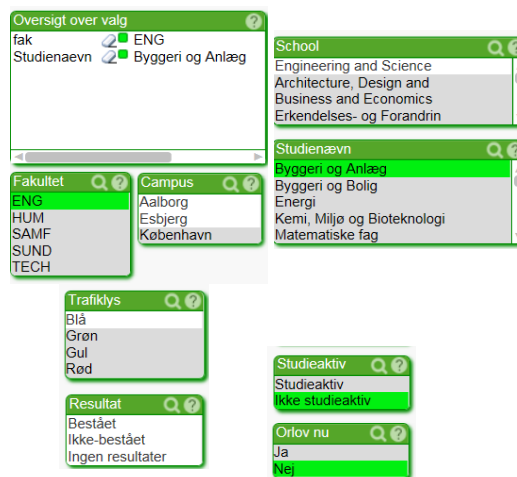 Oversigt over valg
fak ENG
Studienaevn Byggeri og Anlæg
School
Engineering and Science
Architecture, Design and
Business and Economics
Erkendelses- og Forandrin
Studienævn
Byggeri og Anlæg
Byggeri og Bolig
Energi
Kemi, Miljø og Bioteknologi
Matematiske fag
Fakultet
ENG
HUM
SAMF
SUND
TECH
Campus
Aalborg
Esbjerg
København
Trafiklys
Blå
Grøn
Gul
Rød
Resultat
Bestået
Ikke-bestået
Ingen resultater
Studieaktiv
Studieaktiv
Ikke studieaktiv
Orlov nu
Ja
Nej